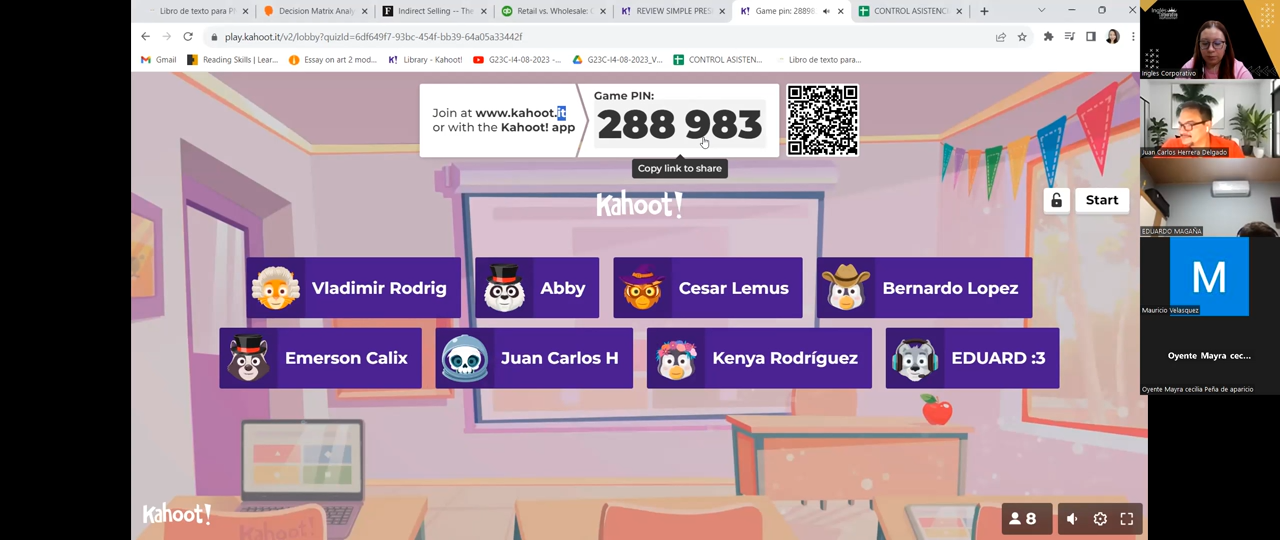 Libro de texto para P
Decision Matrix Anal
Indirect Selling -- The
Retail vs. Wholesale: C
K! REVIEW SIMPLE PRES
K! Game pin: 28898
CONTROL ASISTENC
play.kahoot.it/v2/lobby?quizId=6df649f7-93bc-454f-bb39-64a05a33442f
Gmail
Reading Skills | Lear...
Essay on art 2 mod...
K! Library - Kahoot!
G23C-I4-08-2023 -...
G23C-I4-08-2023_V...
CONTROL ASISTEN...
Libro de texto para...
Join at www.kahoot.it
or with the Kahoot! app
Game PIN:
288 983
Copy link to share
Kahoot!
Start
Vladimir Rodrig
Abby
Cesar Lemus
Bernardo Lopez
Emerson Calix
Juan Carlos H
Kenya Rodríguez
EDUARD :3
Kahoot!
8
Ingles Corporativo
Juan Carlos Herrera Delgado
EDUARDO MAGAÑA
M
Mauricio Velasquez
Oyente Mayra cec...
Oyente Mayra cecilia Peña de aparicio